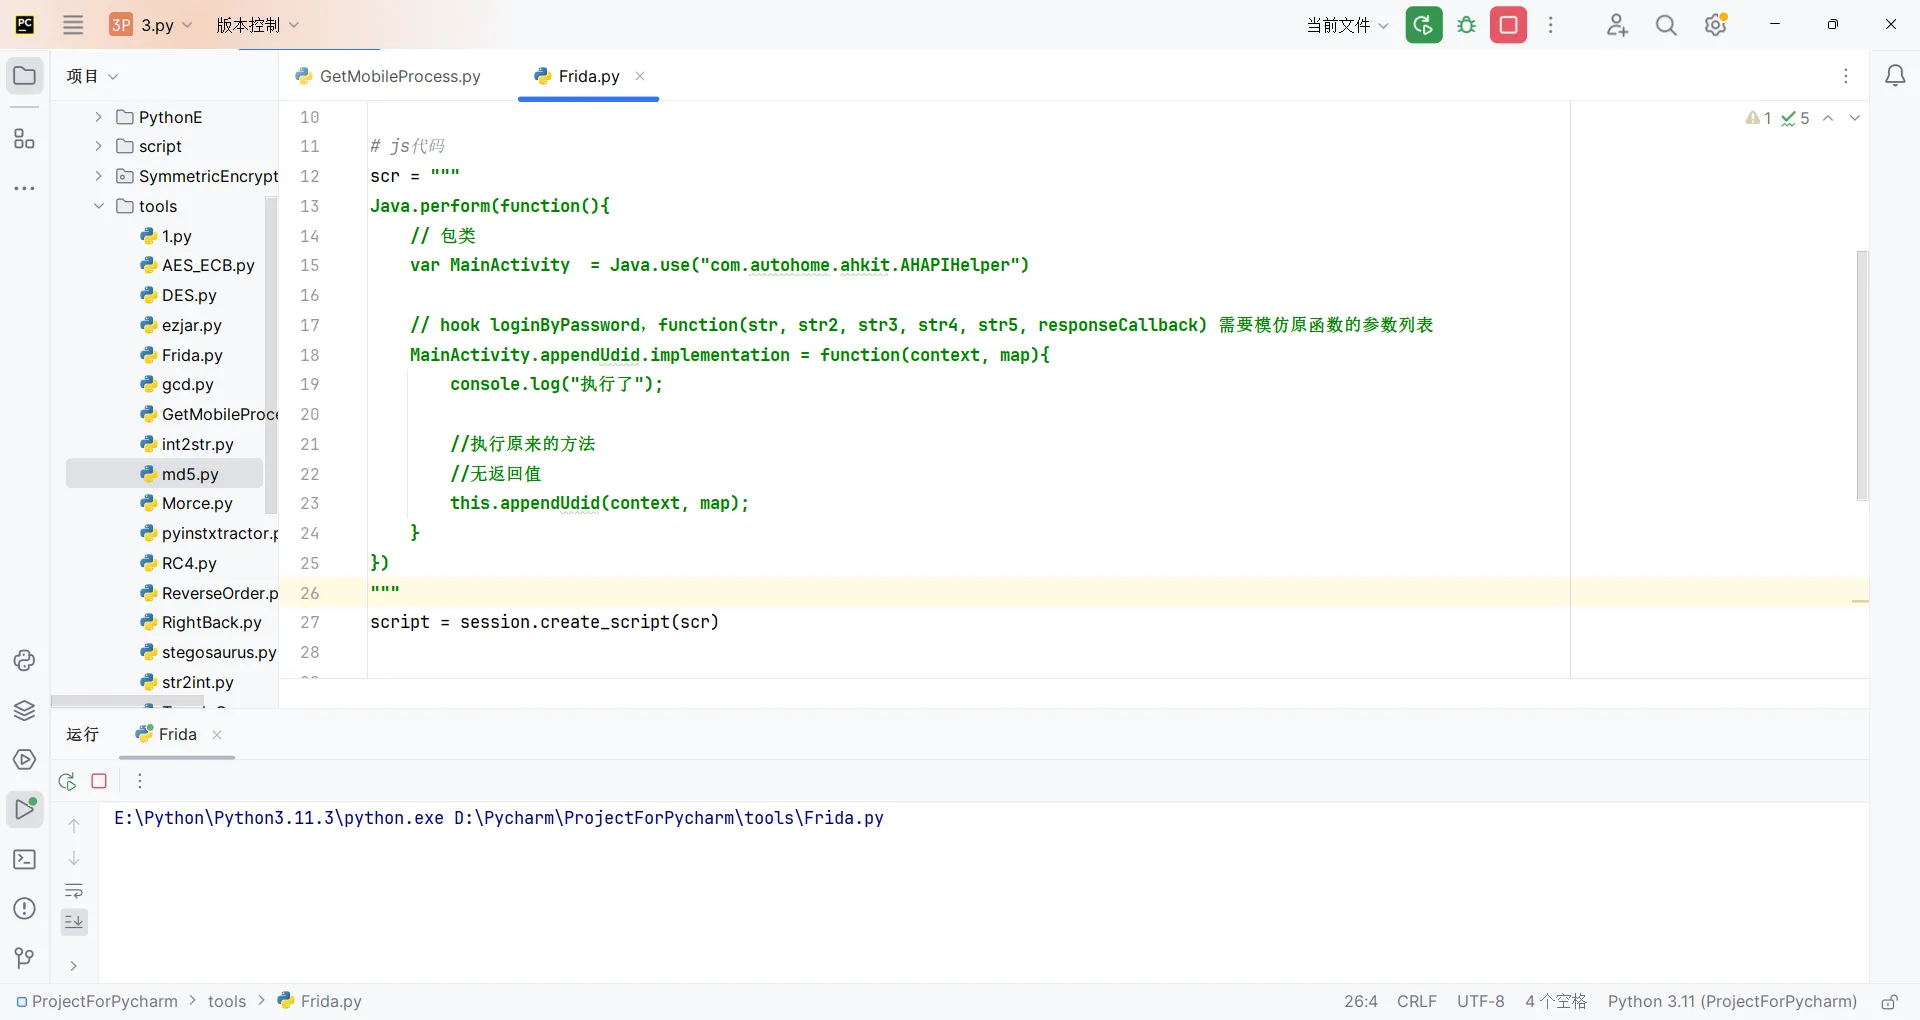 PC
3P 3.py 版本控制 当前文件
项目
GetMobileProcess.py Frida.py
PythonE
script
SymmetricEncrypt
tools
1.py
AES_ECB.py
DES.py
ezjar.py
Frida.py
gcd.py
GetMobileProce
int2str.py
md5.py
Morce.py
pyinstxtractor.p
RC4.py
ReverseOrder.p
RightBack.py
stegosaurus.py
str2int.py
1 5
10
11 # js代码
12 scr = """
13 Java.perform(function(){
14 // 包类
15 var MainActivity  = Java.use("com.autohome.ahkit.AHAPIHelper")
16
17 // hook loginByPassword，function(str, str2, str3, str4, str5, responseCallback) 需要模仿原函数的参数列表
18 MainActivity.appendUdid.implementation = function(context, map){
19 console.log("执行了");
20
21 //执行原来的方法
22 //无返回值
23 this.appendUdid(context, map);
24 }
25 })
26 """
27 script = session.create_script(scr)
28
运行 Frida
E:\Python\Python3.11.3\python.exe D:\Pycharm\ProjectForPycharm\tools\Frida.py
ProjectForPycharm > tools > Frida.py
26:4 CRLF UTF-8 4 个空格 Python 3.11 (ProjectForPycharm)